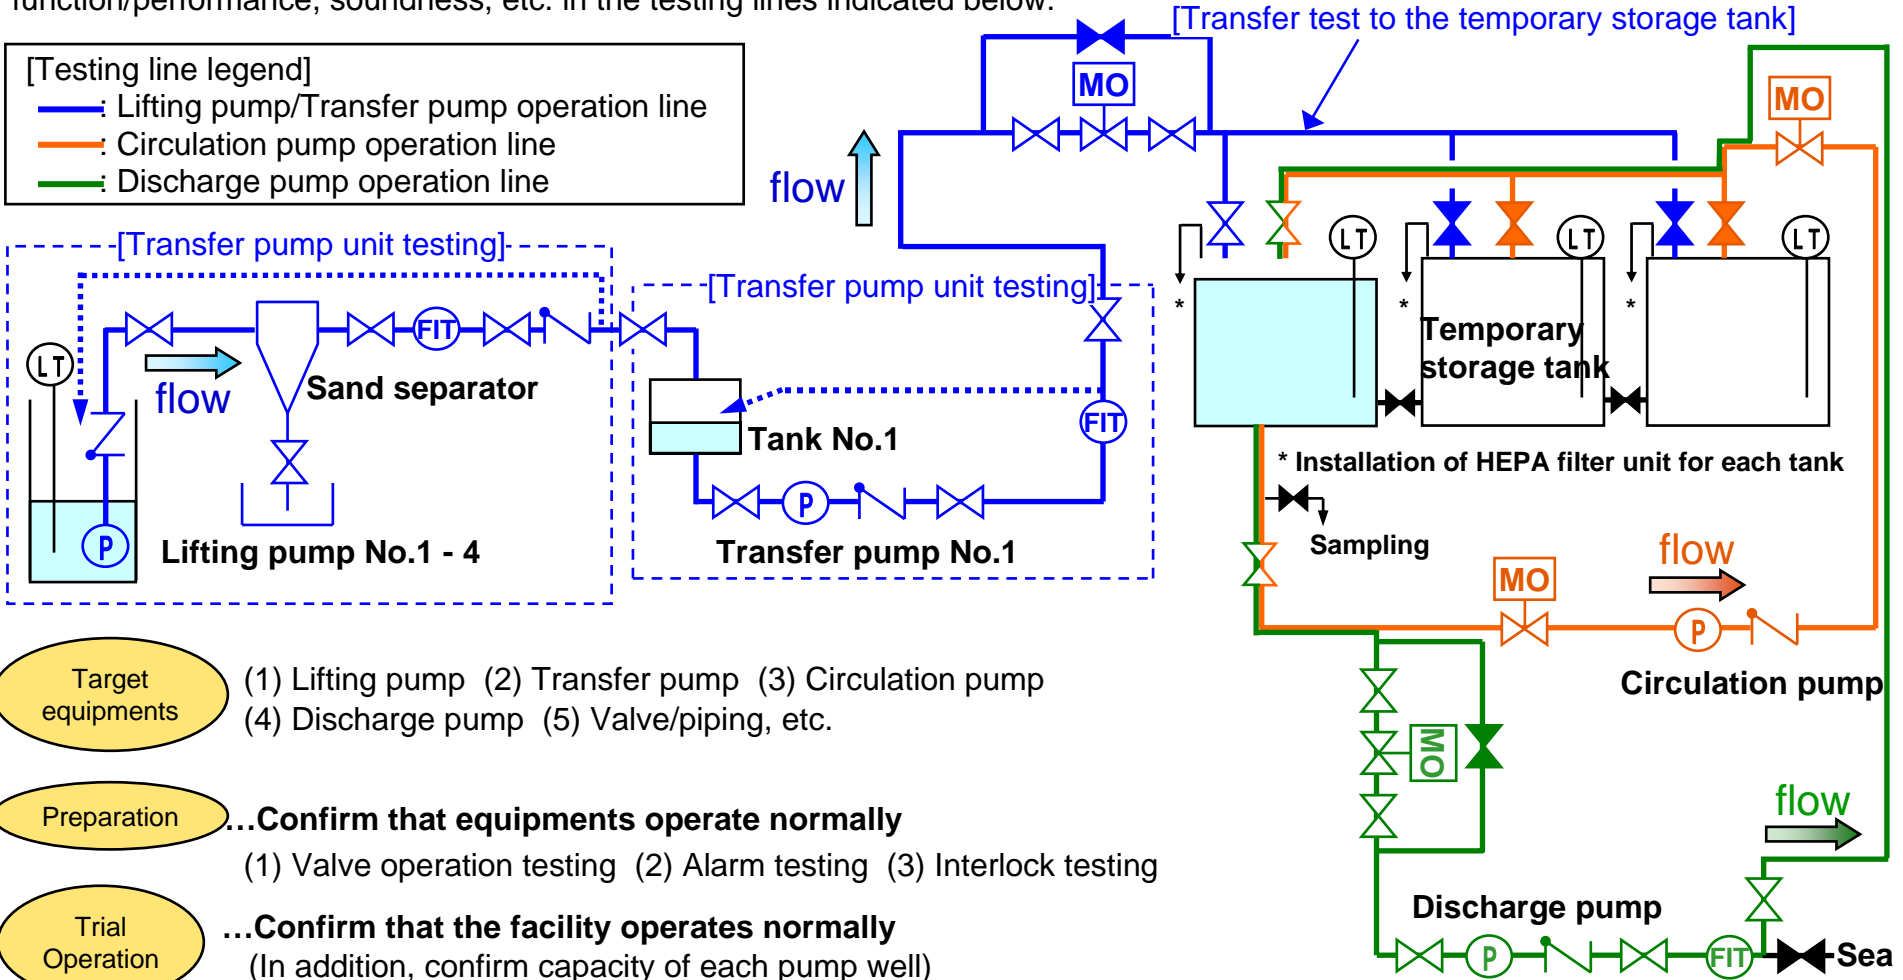 function/performance, soundness, etc. in the testing lines indicated below.
[Transfer test to the temporary storage tank]
[Testing line legend]
: Lifting pump/Transfer pump operation line
: Circulation pump operation line
: Discharge pump operation line
MO
MO
flow
[Transfer pump unit testing]
[Transfer pump unit testing]
LT
LT
LT
*
*
*
FIT
LT
flow
Sand separator
Temporary
storage tank
FIT
Tank No.1
* Installation of HEPA filter unit for each tank
P
P
Lifting pump No.1 - 4
Transfer pump No.1
Sampling
flow
MO
P
Circulation pump
Target
equipments
(1) Lifting pump (2) Transfer pump (3) Circulation pump
(4) Discharge pump (5) Valve/piping, etc.
MO
Preparation
…Confirm that equipments operate normally
(1) Valve operation testing (2) Alarm testing (3) Interlock testing
flow
Trial
Operation
…Confirm that the facility operates normally
(In addition, confirm capacity of each pump well)
Discharge pump
P
FIT
Sea